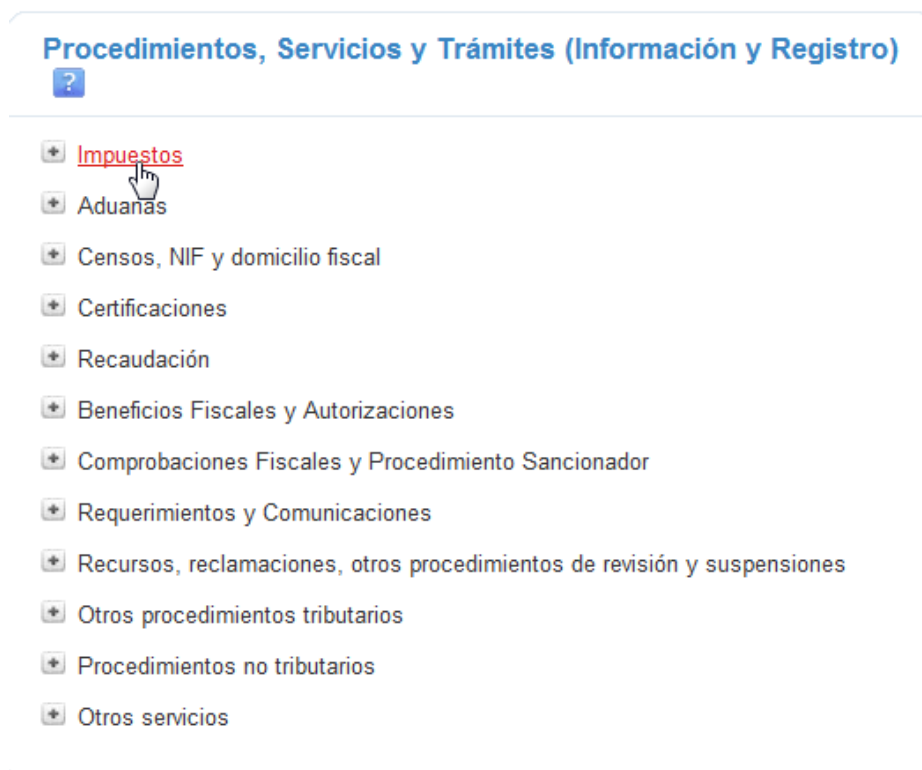 Procedimientos, Servicios y Trámites (Información y Registro)
?
Impuestos
Aduanas
Censos, NIF y domicilio fiscal
Certificaciones
Recaudación
Beneficios Fiscales y Autorizaciones
Comprobaciones Fiscales y Procedimiento Sancionador
Requerimientos y Comunicaciones
Recursos, reclamaciones, otros procedimientos de revisión y suspensiones
Otros procedimientos tributarios
Procedimientos no tributarios
Otros servicios